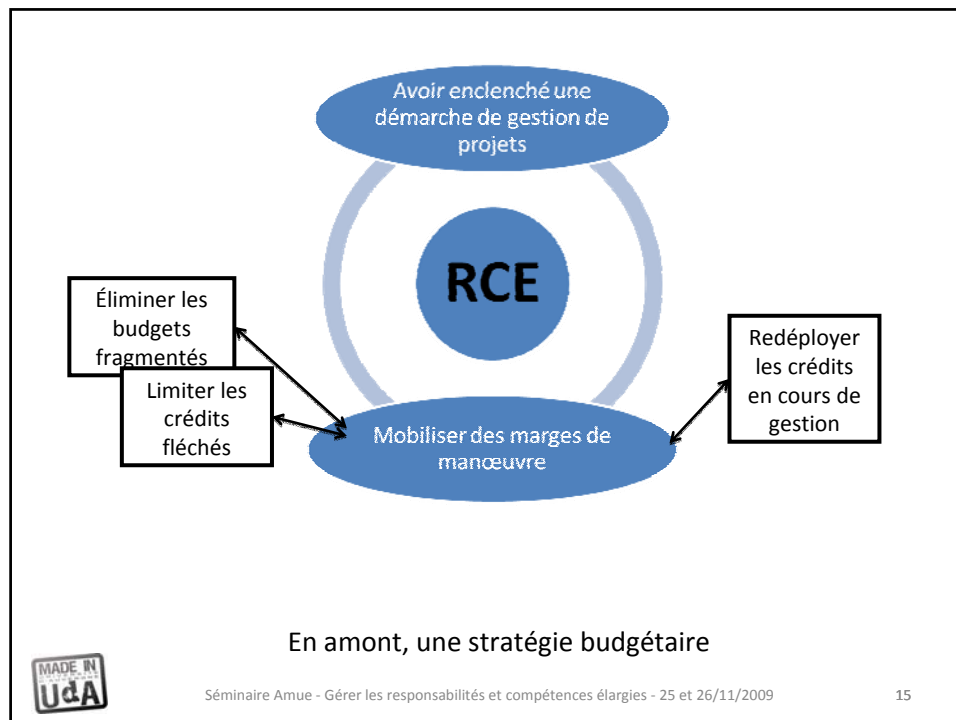 Avoir enclenché une
démarche de gestion de
projets
RCE
Éliminer les
budgets
fragmentés
Limiter les
crédits
fléchés
Redéployer
les crédits
en cours de
gestion
Mobiliser des marges de
manœuvre
En amont, une stratégie budgétaire
MADE IN
UdA
Séminaire Amue - Gérer les responsabilités et compétences élargies - 25 et 26/11/2009
15